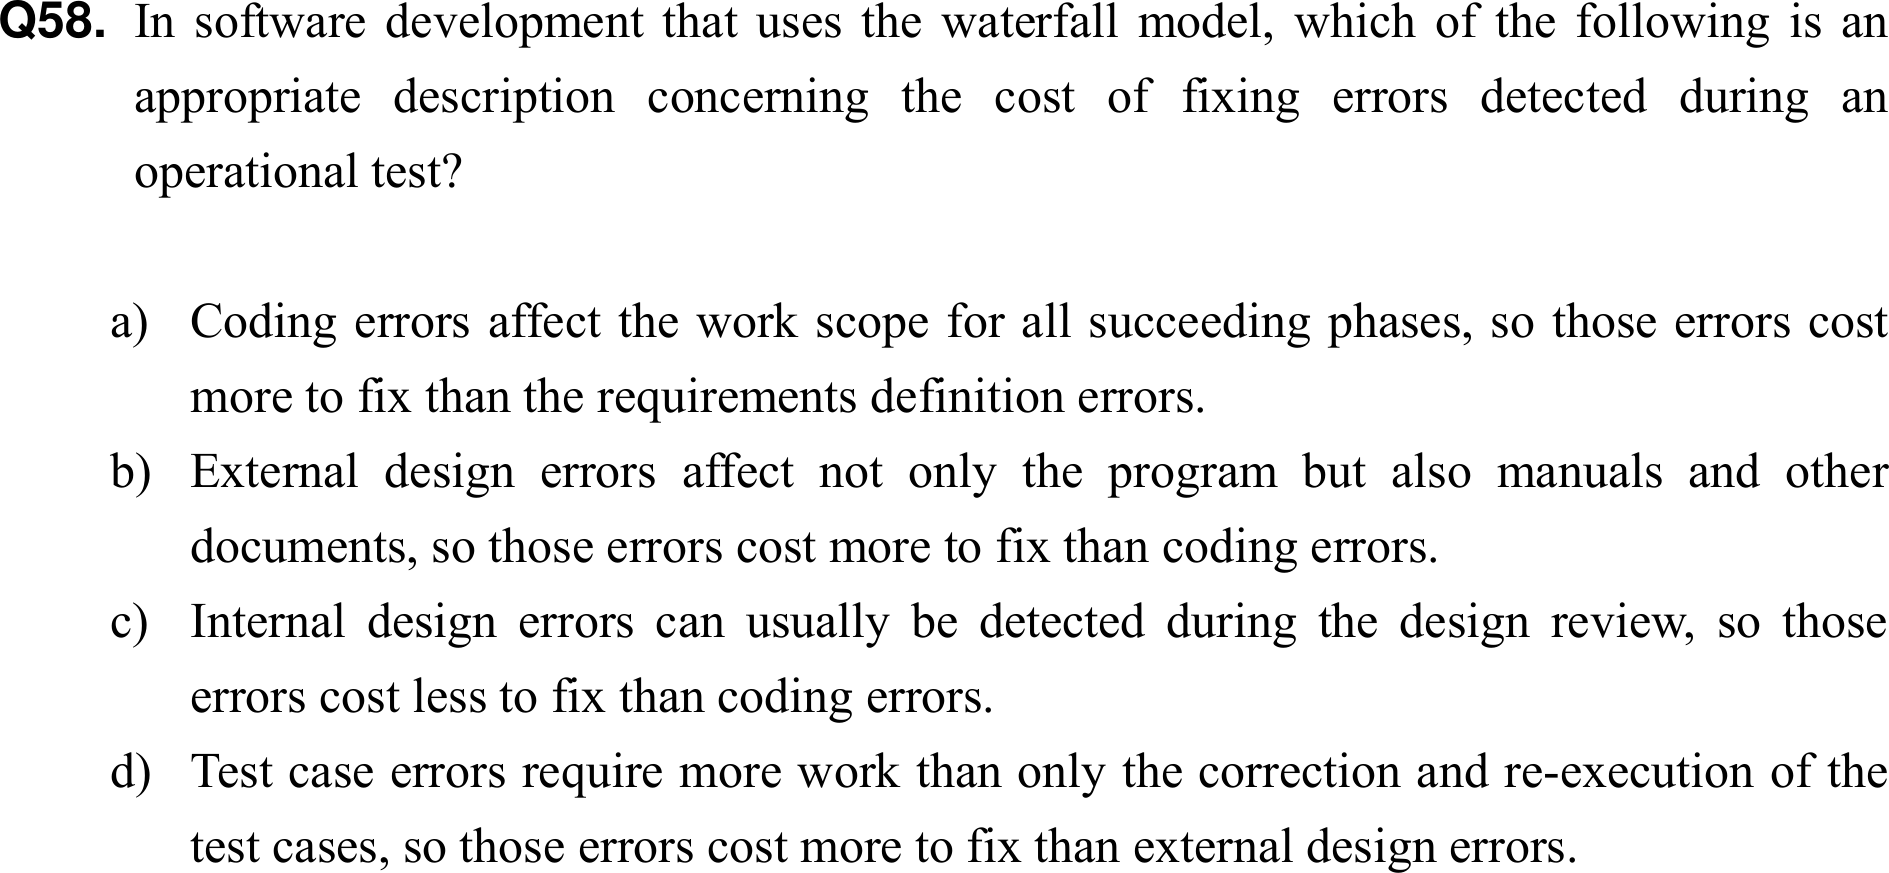 Q58. In software development that uses the waterfall model, which of the following is an
appropriate description concerning the cost of fixing errors detected during an
operational test?
a) Coding errors affect the work scope for all succeeding phases, so those errors cost
more to fix than the requirements definition errors.
b) External design errors affect not only the program but also manuals and other
documents, so those errors cost more to fix than coding errors.
c) Internal design errors can usually be detected during the design review, so those
errors cost less to fix than coding errors.
d) Test case errors require more work than only the correction and re-execution of the
test cases, so those errors cost more to fix than external design errors.